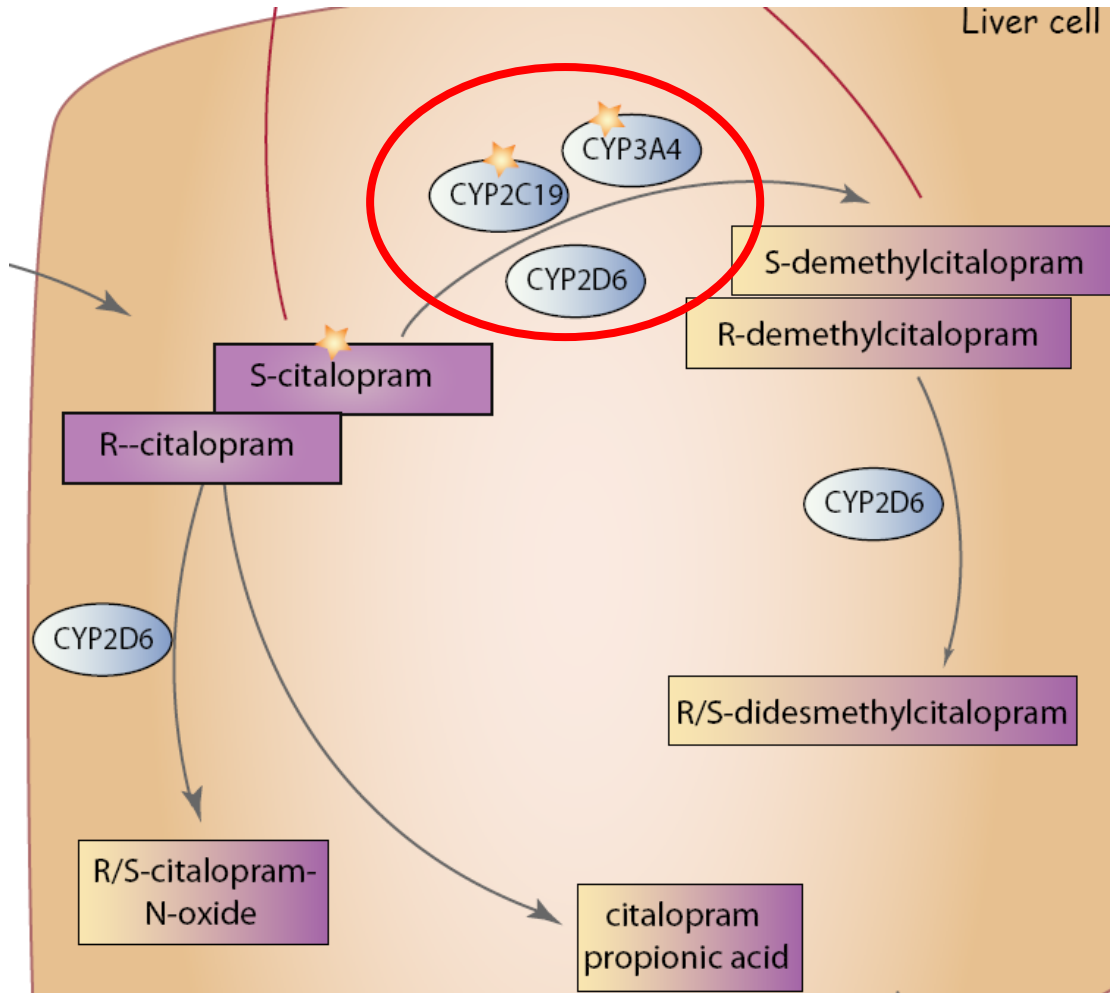 Liver cell
CYP3A4
CYP2C19
CYP2D6
S-demethylcitalopram
R-demethylcitalopram
S-citalopram
R--citalopram
CYP2D6
CYP2D6
R/S-didesmethylcitalopram
R/S-citalopram-
N-oxide
citalopram
propionic acid